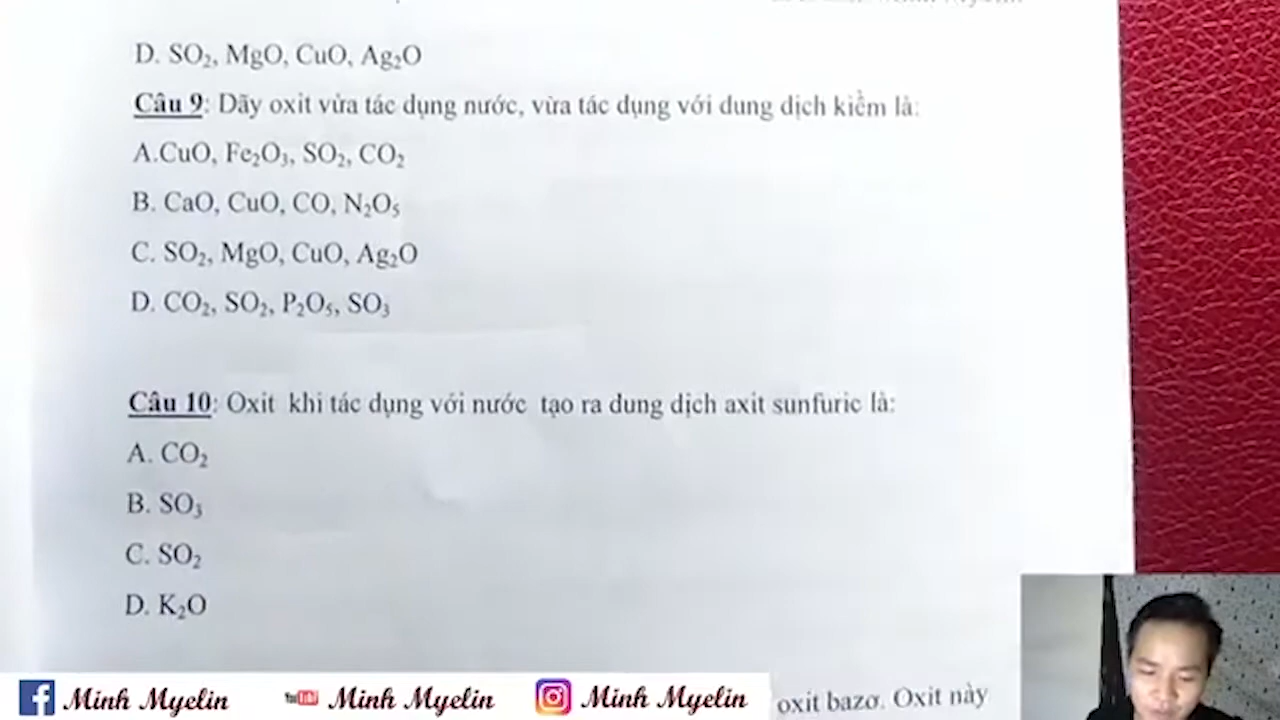 D. SO₂, MgO, CuO, Ag₂O
Câu 9: Dãy oxit vừa tác dụng nước, vừa tác dụng với dung dịch kiềm là:
A.CuO, Fe₂O₃, SO₂, CO₂
B. CaO, CuO, CO, N₂O₅
C. SO₂, MgO, CuO, Ag₂O
D. CO₂, SO₂, P₂O₅, SO₃
Câu 10: Oxit khi tác dụng với nước tạo ra dung dịch axit sunfuric là:
A. CO₂
B. SO₃
C. SO₂
D. K₂O
oxit bazơ. Oxit này
Minh Myelin YouTube Minh Myelin Minh Myelin